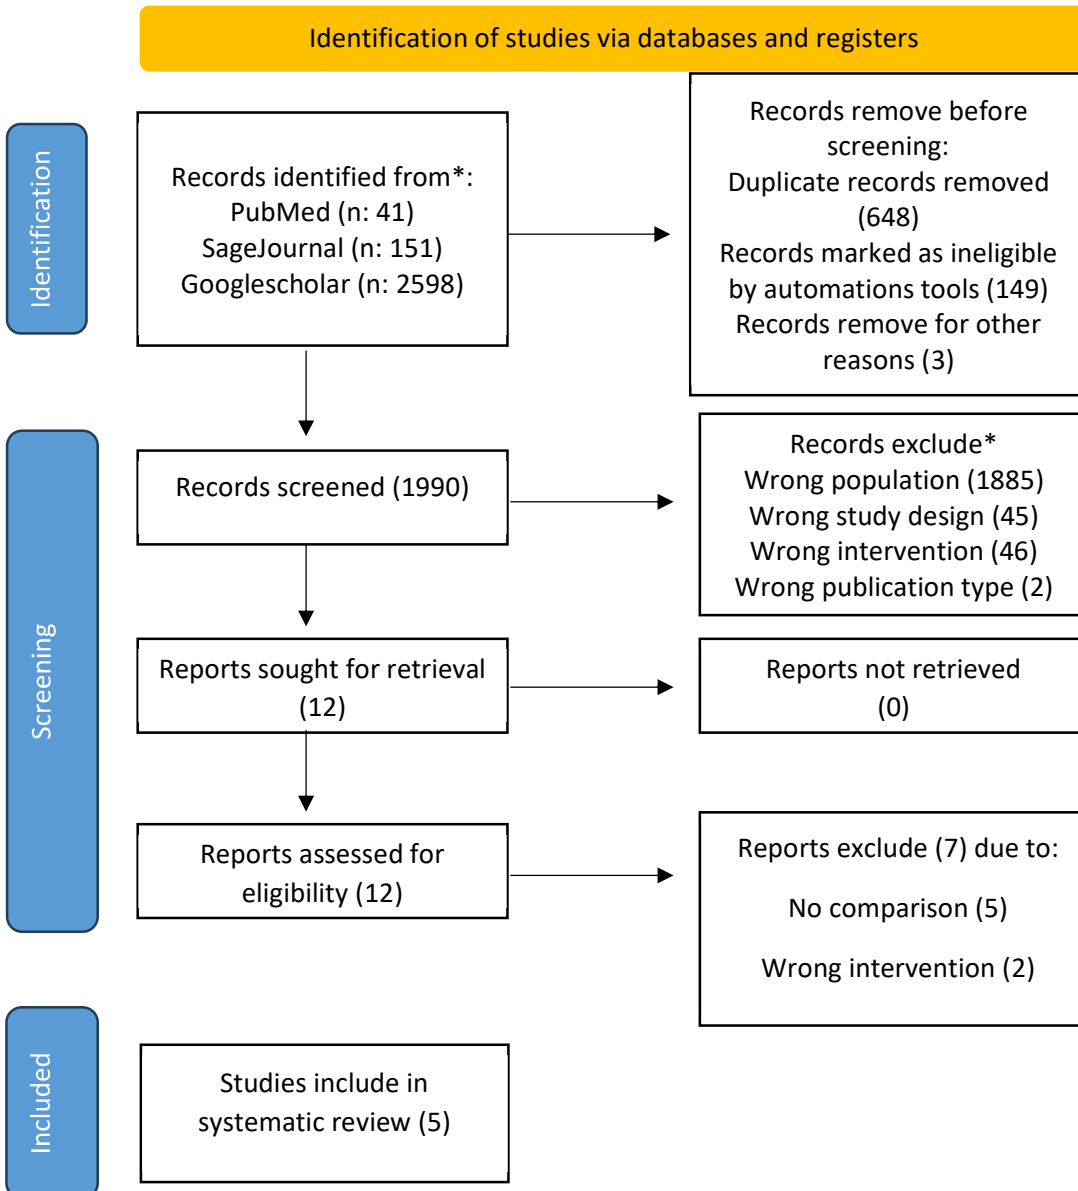 Identification of studies via databases and registers
Identification
Records identified from*:
PubMed (n: 41)
SageJournal (n: 151)
Googlescholar (n: 2598)
Records remove before
screening:
Duplicate records removed
(648)
Records marked as ineligible
by automations tools (149)
Records remove for other
reasons (3)
Screening
Records screened (1990)
Records exclude*
Wrong population (1885)
Wrong study design (45)
Wrong intervention (46)
Wrong publication type (2)
Reports sought for retrieval
(12)
Reports not retrieved
(0)
Reports assessed for
eligibility (12)
Reports exclude (7) due to:
No comparison (5)
Wrong intervention (2)
Included
Studies include in
systematic review (5)